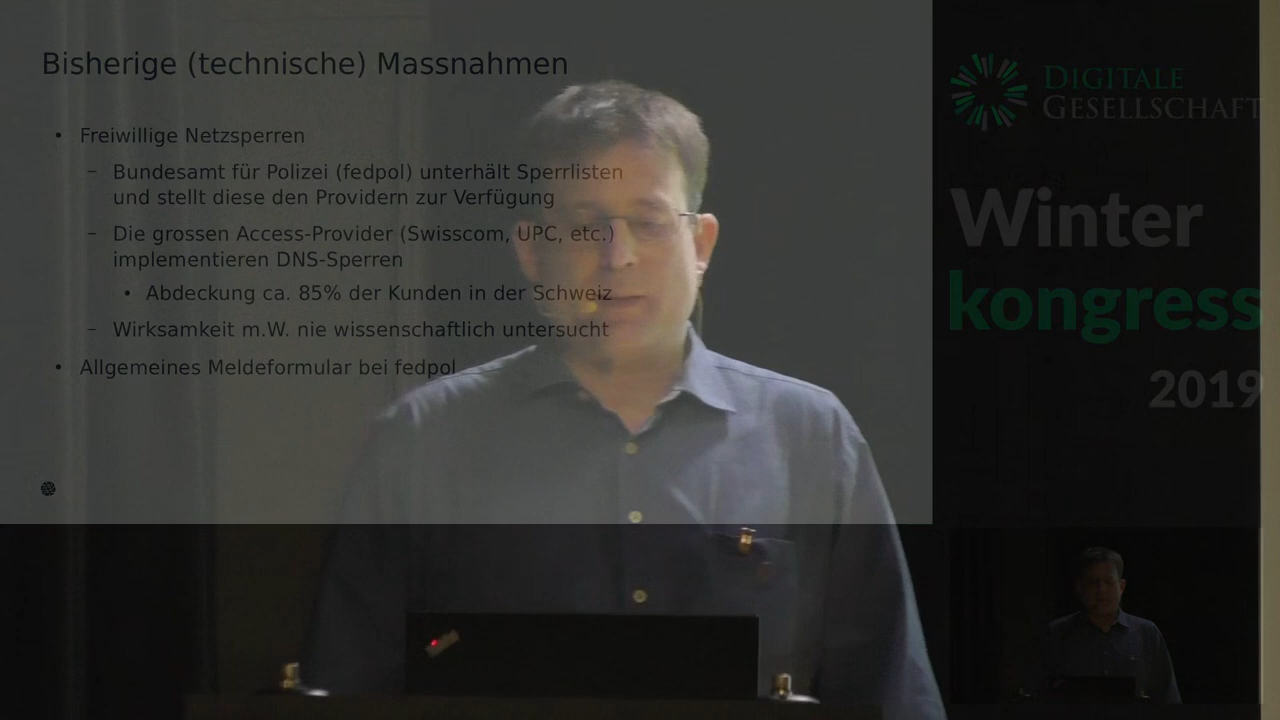 Bisherige (technische) Massnahmen
• Freiwillige Netzsperren
– Bundesamt für Polizei (fedpol) unterhält Sperrlisten
und stellt diese den Providern zur Verfügung
– Die grossen Access-Provider (Swisscom, UPC, etc.)
implementieren DNS-Sperren
• Abdeckung ca. 85% der Kunden in der Schweiz
– Wirksamkeit m.W. nie wissenschaftlich untersucht
• Allgemeines Meldeformular bei fedpol
DIGITALE
GESELLSCHAFT
Winter
kongress
2019